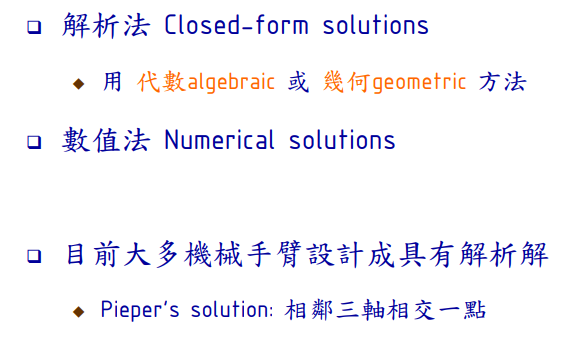 解析法 Closed-form solutions
用 代數algebraic 或 幾何geometric 方法
數值法 Numerical solutions
目前大多機械手臂設計成具有解析解
Pieper's solution: 相鄰三軸相交一點